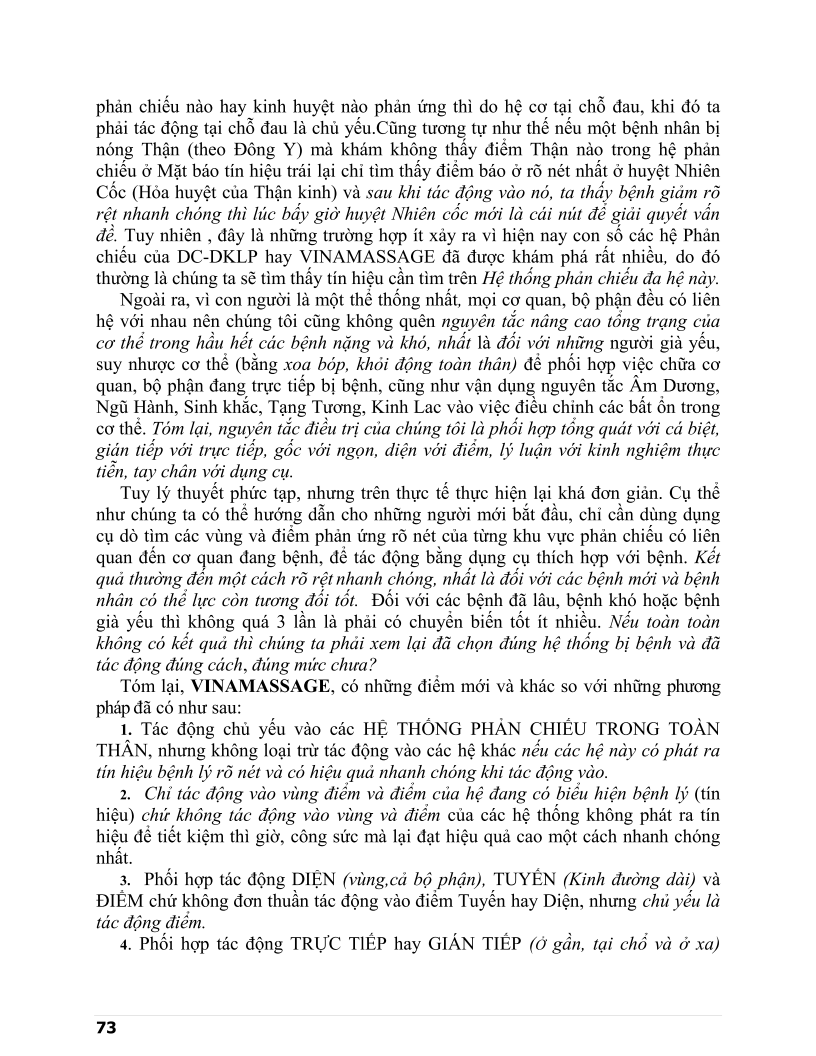 phản chiếu nào hay kinh huyệt nào phản ứng thì do hệ cơ tại chỗ đau, khi đó ta
phải tác động tại chỗ đau là chủ yếu.Cũng tương tự như thế nếu một bệnh nhân bị
nóng Thận (theo Đông Y) mà khám không thấy điểm Thận nào trong hệ phản
chiếu ở Mặt báo tín hiệu trái lại chỉ tìm thấy điểm báo ở rõ nét nhất ở huyệt Nhiên
Cốc (Hỏa huyệt của Thận kinh) và sau khi tác động vào nó, ta thấy bệnh giảm rõ
rệt nhanh chóng thì lúc bấy giờ huyệt Nhiên cốc mới là cái nút để giải quyết vấn
đề. Tuy nhiên , đây là những trường hợp ít xảy ra vì hiện nay con số các hệ Phản
chiếu của DC-DKLP hay VINAMASSAGE đã được khám phá rất nhiều, do đó
thường là chúng ta sẽ tìm thấy tín hiệu cần tìm trên Hệ thống phản chiếu đa hệ này.
Ngoài ra, vì con người là một thể thống nhất, mọi cơ quan, bộ phận đều có liên
hệ với nhau nên chúng tôi cũng không quên nguyên tắc nâng cao tổng trạng của
cơ thể trong hầu hết các bệnh nặng và khó, nhất là đối với những người già yếu,
suy nhược cơ thể (bằng xoa bóp, khỏi động toàn thân) để phối hợp việc chữa cơ
quan, bộ phận đang trực tiếp bị bệnh, cũng như vận dụng nguyên tắc Âm Dương,
Ngũ Hành, Sinh khắc, Tạng Tương, Kinh Lac vào việc điều chỉnh các bất ổn trong
cơ thể. Tóm lại, nguyên tắc điều trị của chúng tôi là phối hợp tổng quát với cá biệt,
gián tiếp với trực tiếp, gốc với ngọn, diện với điểm, lý luận với kinh nghiệm thực
tiễn, tay chân với dụng cụ.
Tuy lý thuyết phức tạp, nhưng trên thực tế thực hiện lại khá đơn giản. Cụ thể
như chúng ta có thể hướng dẫn cho những người mới bắt đầu, chỉ cần dùng dụng
cụ dò tìm các vùng và điểm phản ứng rõ nét của từng khu vực phản chiếu có liên
quan đến cơ quan đang bệnh, để tác động bằng dụng cụ thích hợp với bệnh. Kết
quả thường đến một cách rõ rệt nhanh chóng, nhất là đối với các bệnh mới và bệnh
nhân có thể lực còn tương đối tốt. Đối với các bệnh đã lâu, bệnh khó hoặc bệnh
già yếu thì không quá 3 lần là phải có chuyển biến tốt ít nhiều. Nếu toàn toàn
không có kết quả thì chúng ta phải xem lại đã chọn đúng hệ thống bị bệnh và đã
tác động đúng cách, đúng mức chưa?
Tóm lại, VINAMASSAGE, có những điểm mới và khác so với những phương
pháp đã có như sau:
1. Tác động chủ yếu vào các HỆ THỐNG PHẢN CHIẾU TRONG TOÀN
THÂN, nhưng không loại trừ tác động vào các hệ khác nếu các hệ này có phát ra
tín hiệu bệnh lý rõ nét và có hiệu quả nhanh chóng khi tác động vào.
2. Chỉ tác động vào vùng điểm và điểm của hệ đang có biểu hiện bệnh lý (tín
hiệu) chứ không tác động vào vùng và điểm của các hệ thống không phát ra tín
hiệu để tiết kiệm thì giờ, công sức mà lại đạt hiệu quả cao một cách nhanh chóng
nhất.
3. Phối hợp tác động DIỆN (vùng,cả bộ phận), TUYẾN (Kinh đường dài) và
ĐIỂM chứ không đơn thuần tác động vào điểm Tuyến hay Diện, nhưng chủ yếu là
tác động điểm.
4. Phối hợp tác động TRỰC TIẾP hay GIÁN TIẾP (Ở gần, tại chổ và ở xa)
73